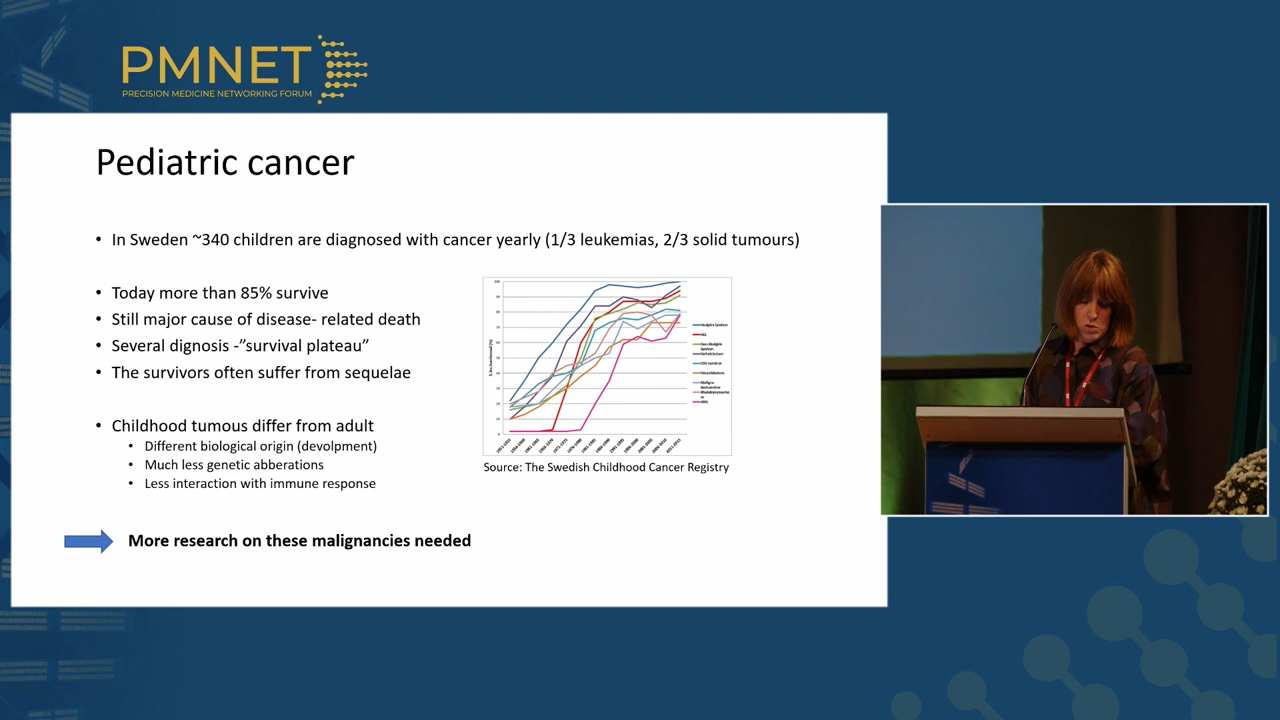 PMNET
PRECISION MEDICINE NETWORKING FORUM
Pediatric cancer
• In Sweden ~340 children are diagnosed with cancer yearly (1/3 leukemias, 2/3 solid tumours)
• Today more than 85% survive
• Still major cause of disease- related death
• Several dignosis -”survival plateau”
• The survivors often suffer from sequelae
• Childhood tumous differ from adult
• Different biological origin (devolpment)
• Much less genetic abberations
• Less interaction with immune response
Source: The Swedish Childhood Cancer Registry
More research on these malignancies needed